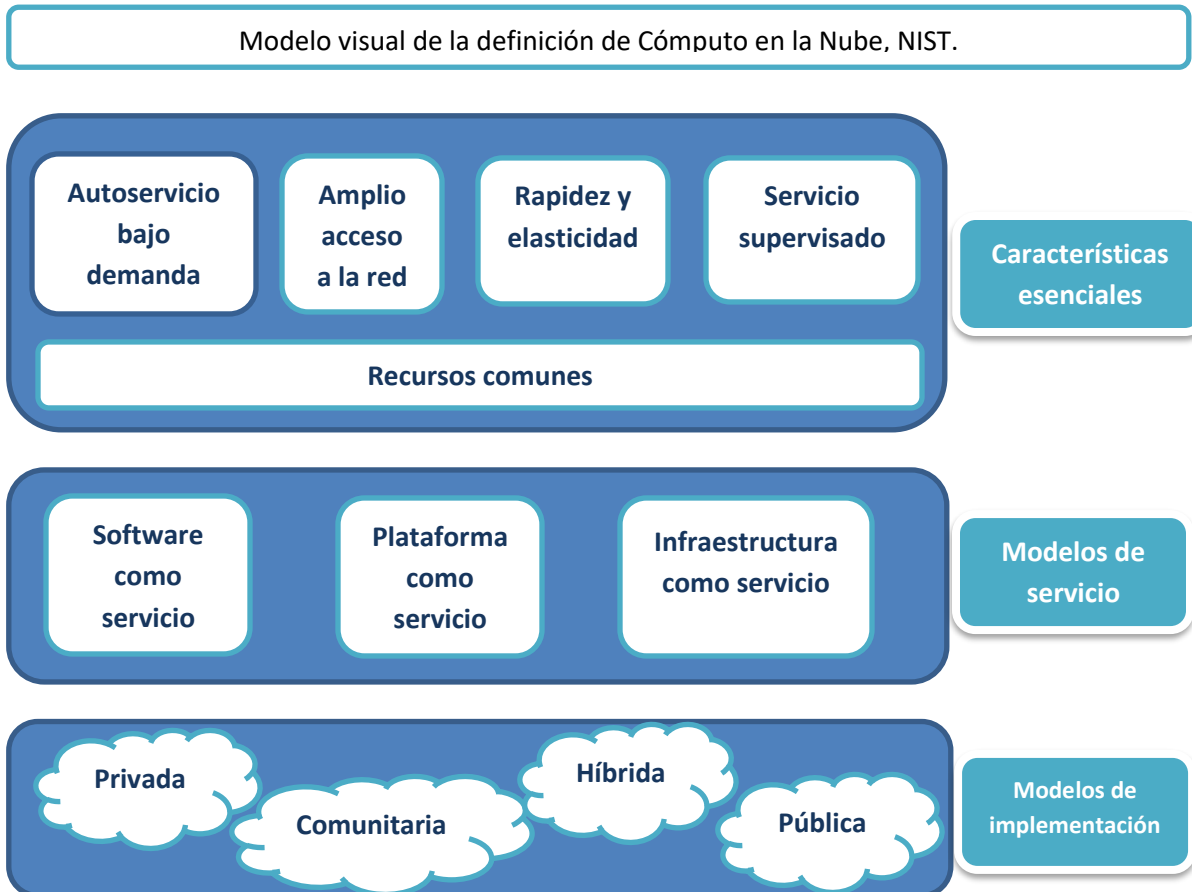 Modelo visual de la definición de Cómputo en la Nube, NIST.
Autoservicio
bajo
demanda
Amplio
acceso
a la red
Rapidez y
elasticidad
Servicio
supervisado
Recursos comunes
Característísticas
esenciales
Software
como
servicio
Plataforma
como
servicio
Infraestructura
como servicio
Modelos de
servicio
Privada
Comunitaria
Híbrida
Pública
Modelos de
implementación